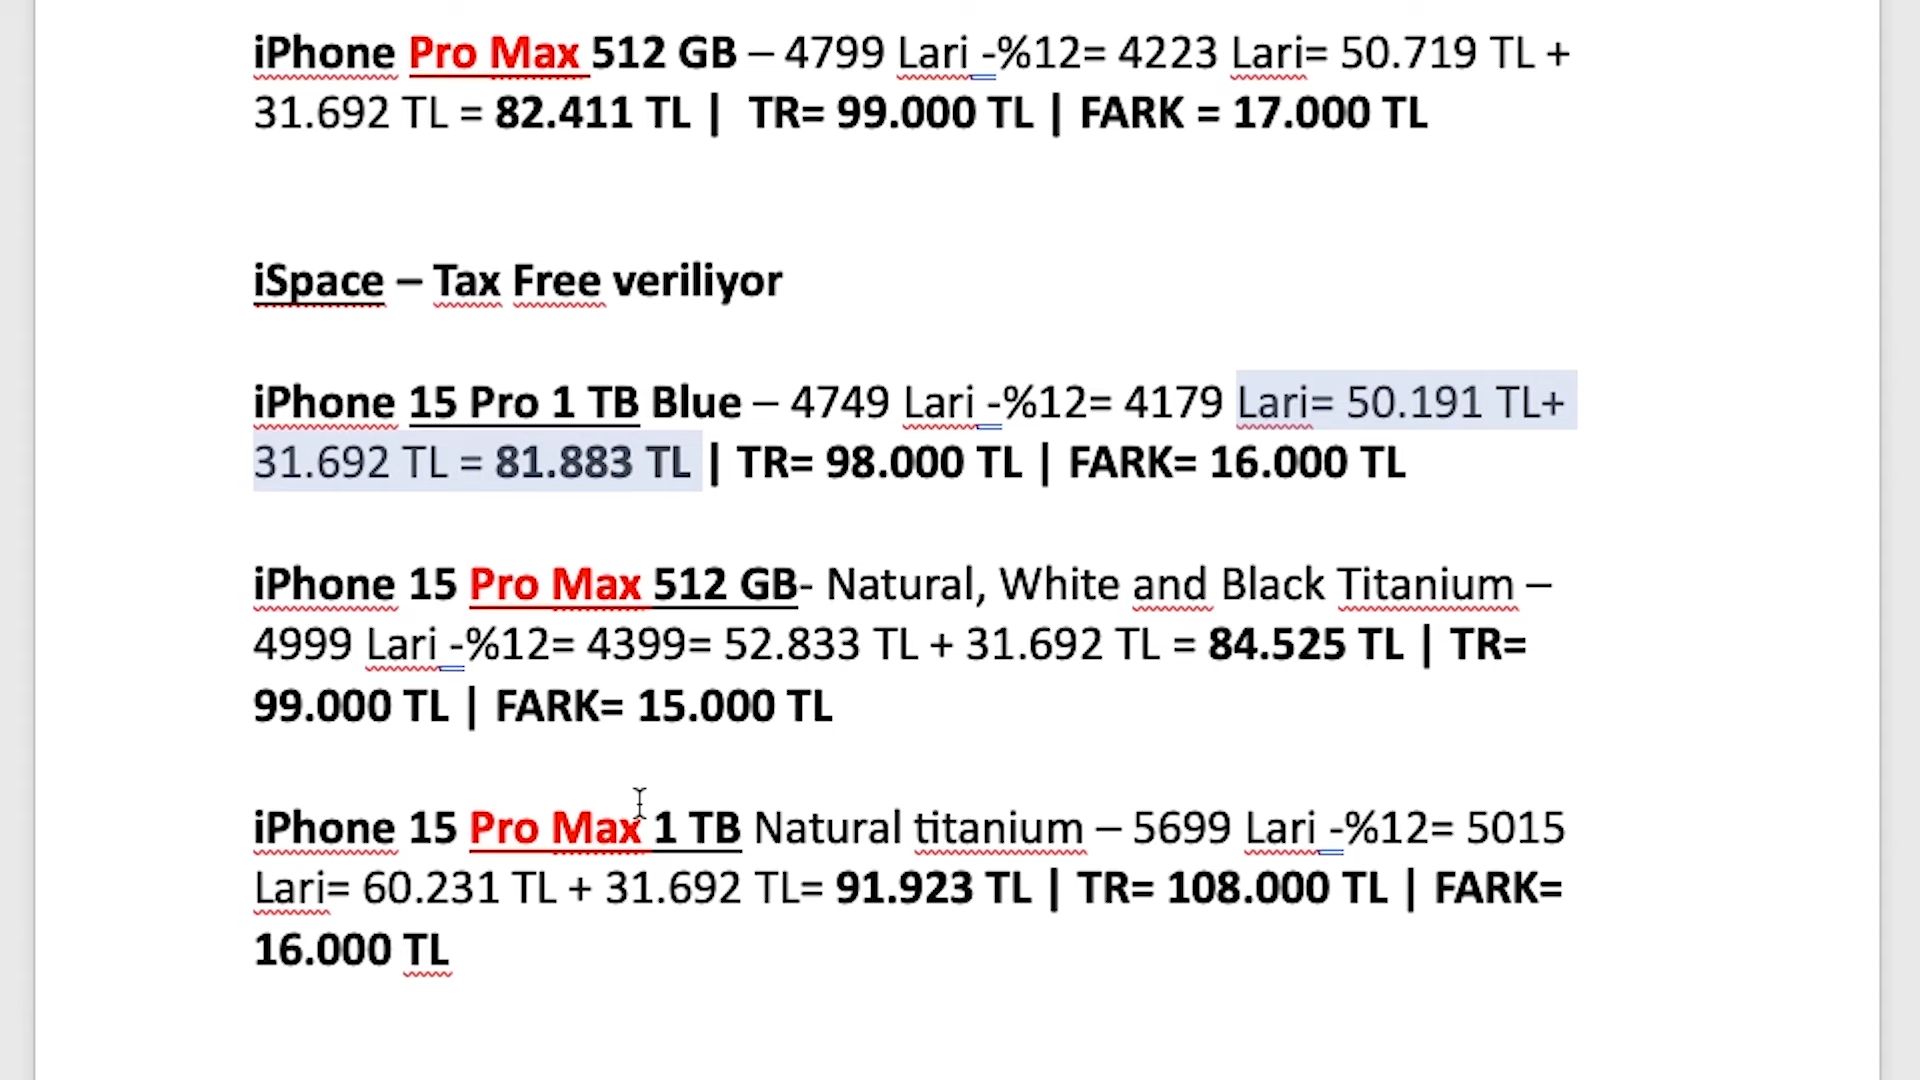 iPhone Pro Max 512 GB – 4799 Lari -%12= 4223 Lari= 50.719 TL +
31.692 TL = 82.411 TL | TR= 99.000 TL | FARK = 17.000 TL
iSpace – Tax Free veriliyor
iPhone 15 Pro 1 TB Blue – 4749 Lari -%12= 4179 Lari= 50.191 TL+
31.692 TL = 81.883 TL | TR= 98.000 TL | FARK= 16.000 TL
iPhone 15 Pro Max 512 GB- Natural, White and Black Titanium –
4999 Lari -%12= 4399= 52.833 TL + 31.692 TL = 84.525 TL | TR=
99.000 TL | FARK= 15.000 TL
iPhone 15 Pro Max 1 TB Natural titanium – 5699 Lari -%12= 5015
Lari= 60.231 TL + 31.692 TL= 91.923 TL | TR= 108.000 TL | FARK=
16.000 TL